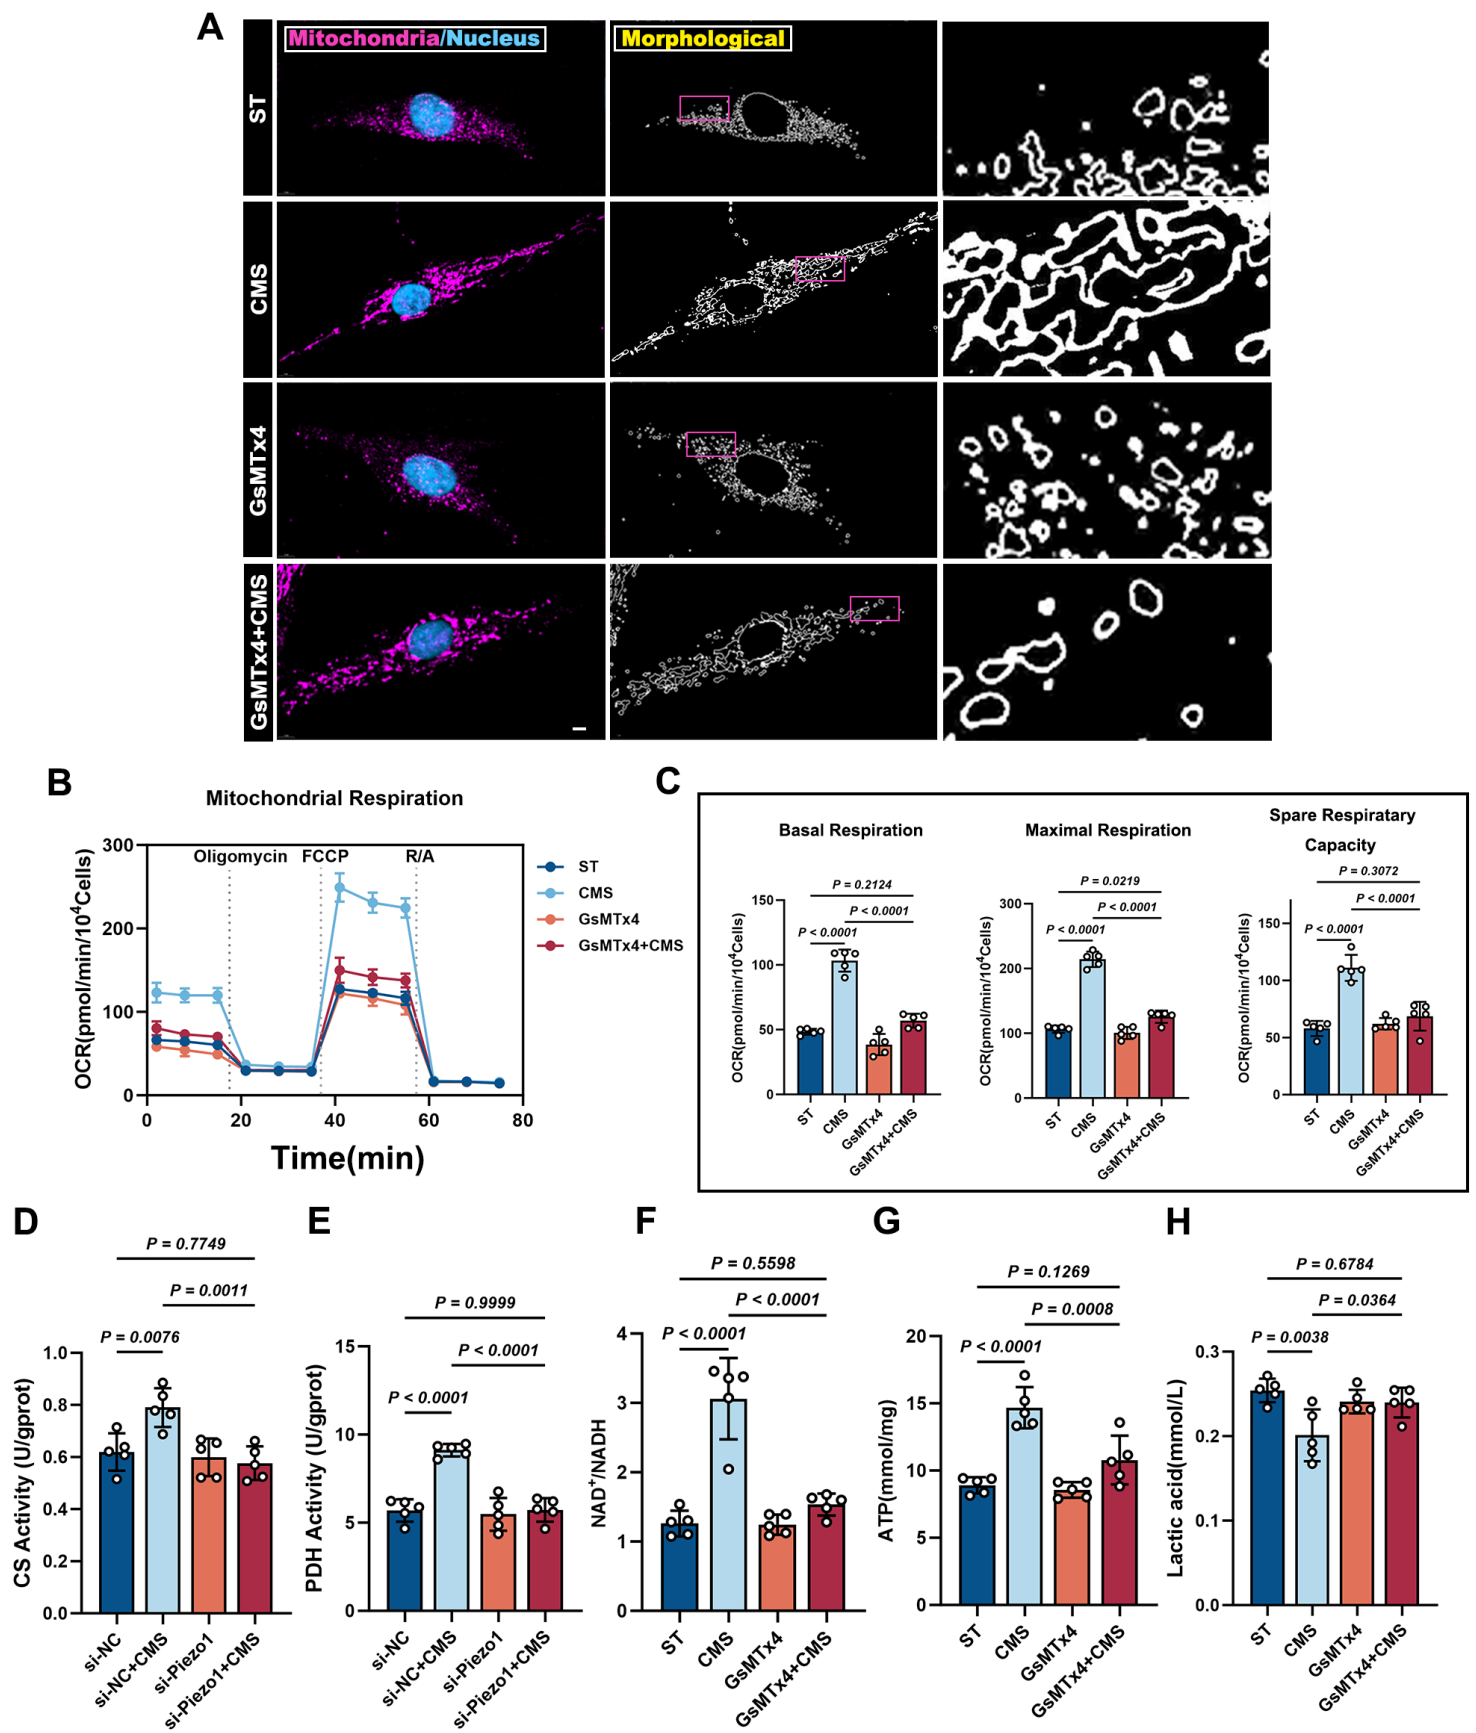 A
Mitochondria/Nucleus
Morphological
ST
CMS
GsMTx4
GsMTx4+CMS
B
Mitochondrial Respiration
OCR(pmol/min/10⁴Cells)
300
200
100
0
Oligomycin
FCCP
R/A
0
20
40
60
80
Time(min)
ST
CMS
GsMTx4
GsMTx4+CMS
C
Basal Respiration
P = 0.2124
P < 0.0001
P < 0.0001
OCR(pmol/min/10⁴Cells)
150
100
50
0
ST
CMS
GsMTx4
GsMTx4+CMS
Maximal Respiration
P = 0.0219
P < 0.0001
P < 0.0001
OCR(pmol/min/10⁴Cells)
300
200
100
0
ST
CMS
GsMTx4
GsMTx4+CMS
Spare Respiratary
Capacity
P = 0.3072
P < 0.0001
P < 0.0001
OCR(pmol/min/10⁴Cells)
150
100
50
0
ST
CMS
GsMTx4
GsMTx4+CMS
D
P = 0.7749
P = 0.0011
P = 0.0076
CS Activity (U/gprot)
1.0
0.8
0.6
0.4
0.2
0.0
si-NC
si-NC+CMS
si-Piezo1
si-Piezo1+CMS
E
P = 0.9999
P < 0.0001
P < 0.0001
PDH Activity (U/gprot)
15
10
5
0
si-NC
si-NC+CMS
si-Piezo1
si-Piezo1+CMS
F
P = 0.5598
P < 0.0001
P < 0.0001
NAD⁺/NADH
4
3
2
1
0
ST
CMS
GsMTx4
GsMTx4+CMS
G
P = 0.1269
P = 0.0008
P < 0.0001
ATP(mmol/mg)
20
15
10
5
0
ST
CMS
GsMTx4
GsMTx4+CMS
H
P = 0.6784
P = 0.0364
P = 0.0038
Lactic acid(mmol/L)
0.3
0.2
0.1
0.0
ST
CMS
GsMTx4
GsMTx4+CMS